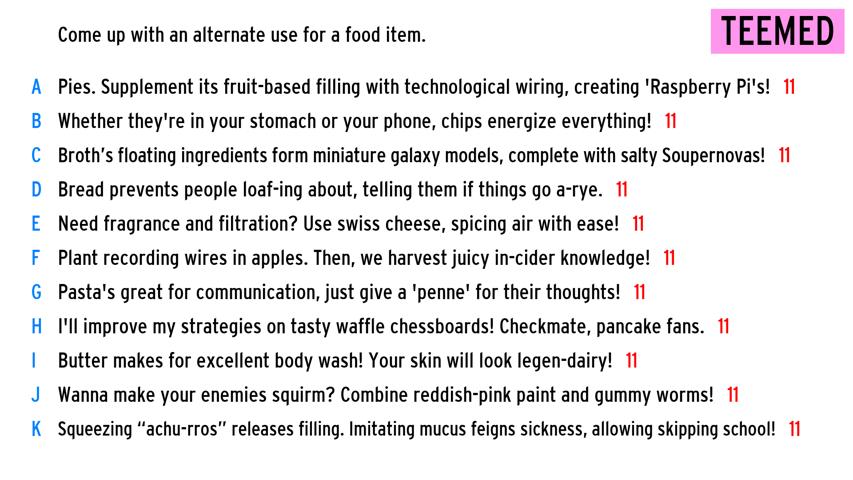 Come up with an alternate use for a food item.
TEEMED
A Pies. Supplement its fruit-based filling with technological wiring, creating 'Raspberry Pi's! 11
B Whether they're in your stomach or your phone, chips energize everything! 11
C Broth’s floating ingredients form miniature galaxy models, complete with salty Soupernovas! 11
D Bread prevents people loaf-ing about, telling them if things go a-rye. 11
E Need fragrance and filtration? Use swiss cheese, spicing air with ease! 11
F Plant recording wires in apples. Then, we harvest juicy in-cider knowledge! 11
G Pasta's great for communication, just give a 'penne' for their thoughts! 11
H I'll improve my strategies on tasty waffle chessboards! Checkmate, pancake fans. 11
I Butter makes for excellent body wash! Your skin will look legen-dairy! 11
J Wanna make your enemies squirm? Combine reddish-pink paint and gummy worms! 11
K Squeezing “achu-rros” releases filling. Imitating mucus feigns sickness, allowing skipping school! 11